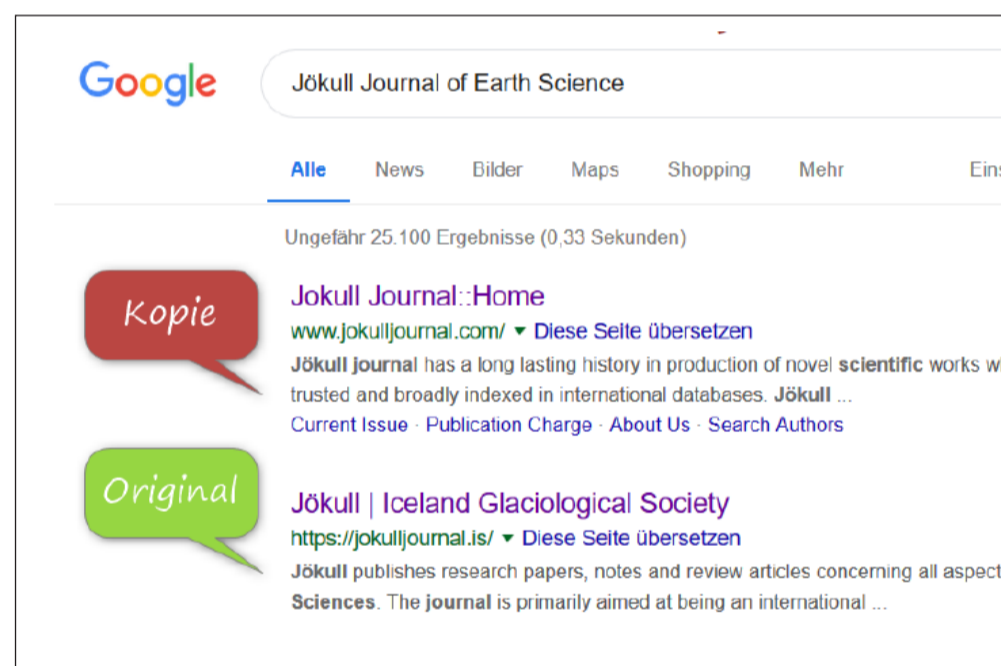 Google
Jökull Journal of Earth Science
Alle News Bilder Maps Shopping Mehr
Ungefähr 25.100 Ergebnisse (0,33 Sekunden)
Kopie
Jokull Journal::Home
www.jokulljournal.com/ ▼ Diese Seite übersetzen
Jökull journal has a long lasting history in production of novel scientific works
trusted and broadly indexed in international databases. Jökull ...
Current Issue · Publication Charge · About Us · Search Authors
Original
Jökull | Iceland Glaciological Society
https://jokulljournal.is/ ▼ Diese Seite übersetzen
Jökull publishes research papers, notes and review articles concerning all aspect
Sciences. The journal is primarily aimed at being an international ...